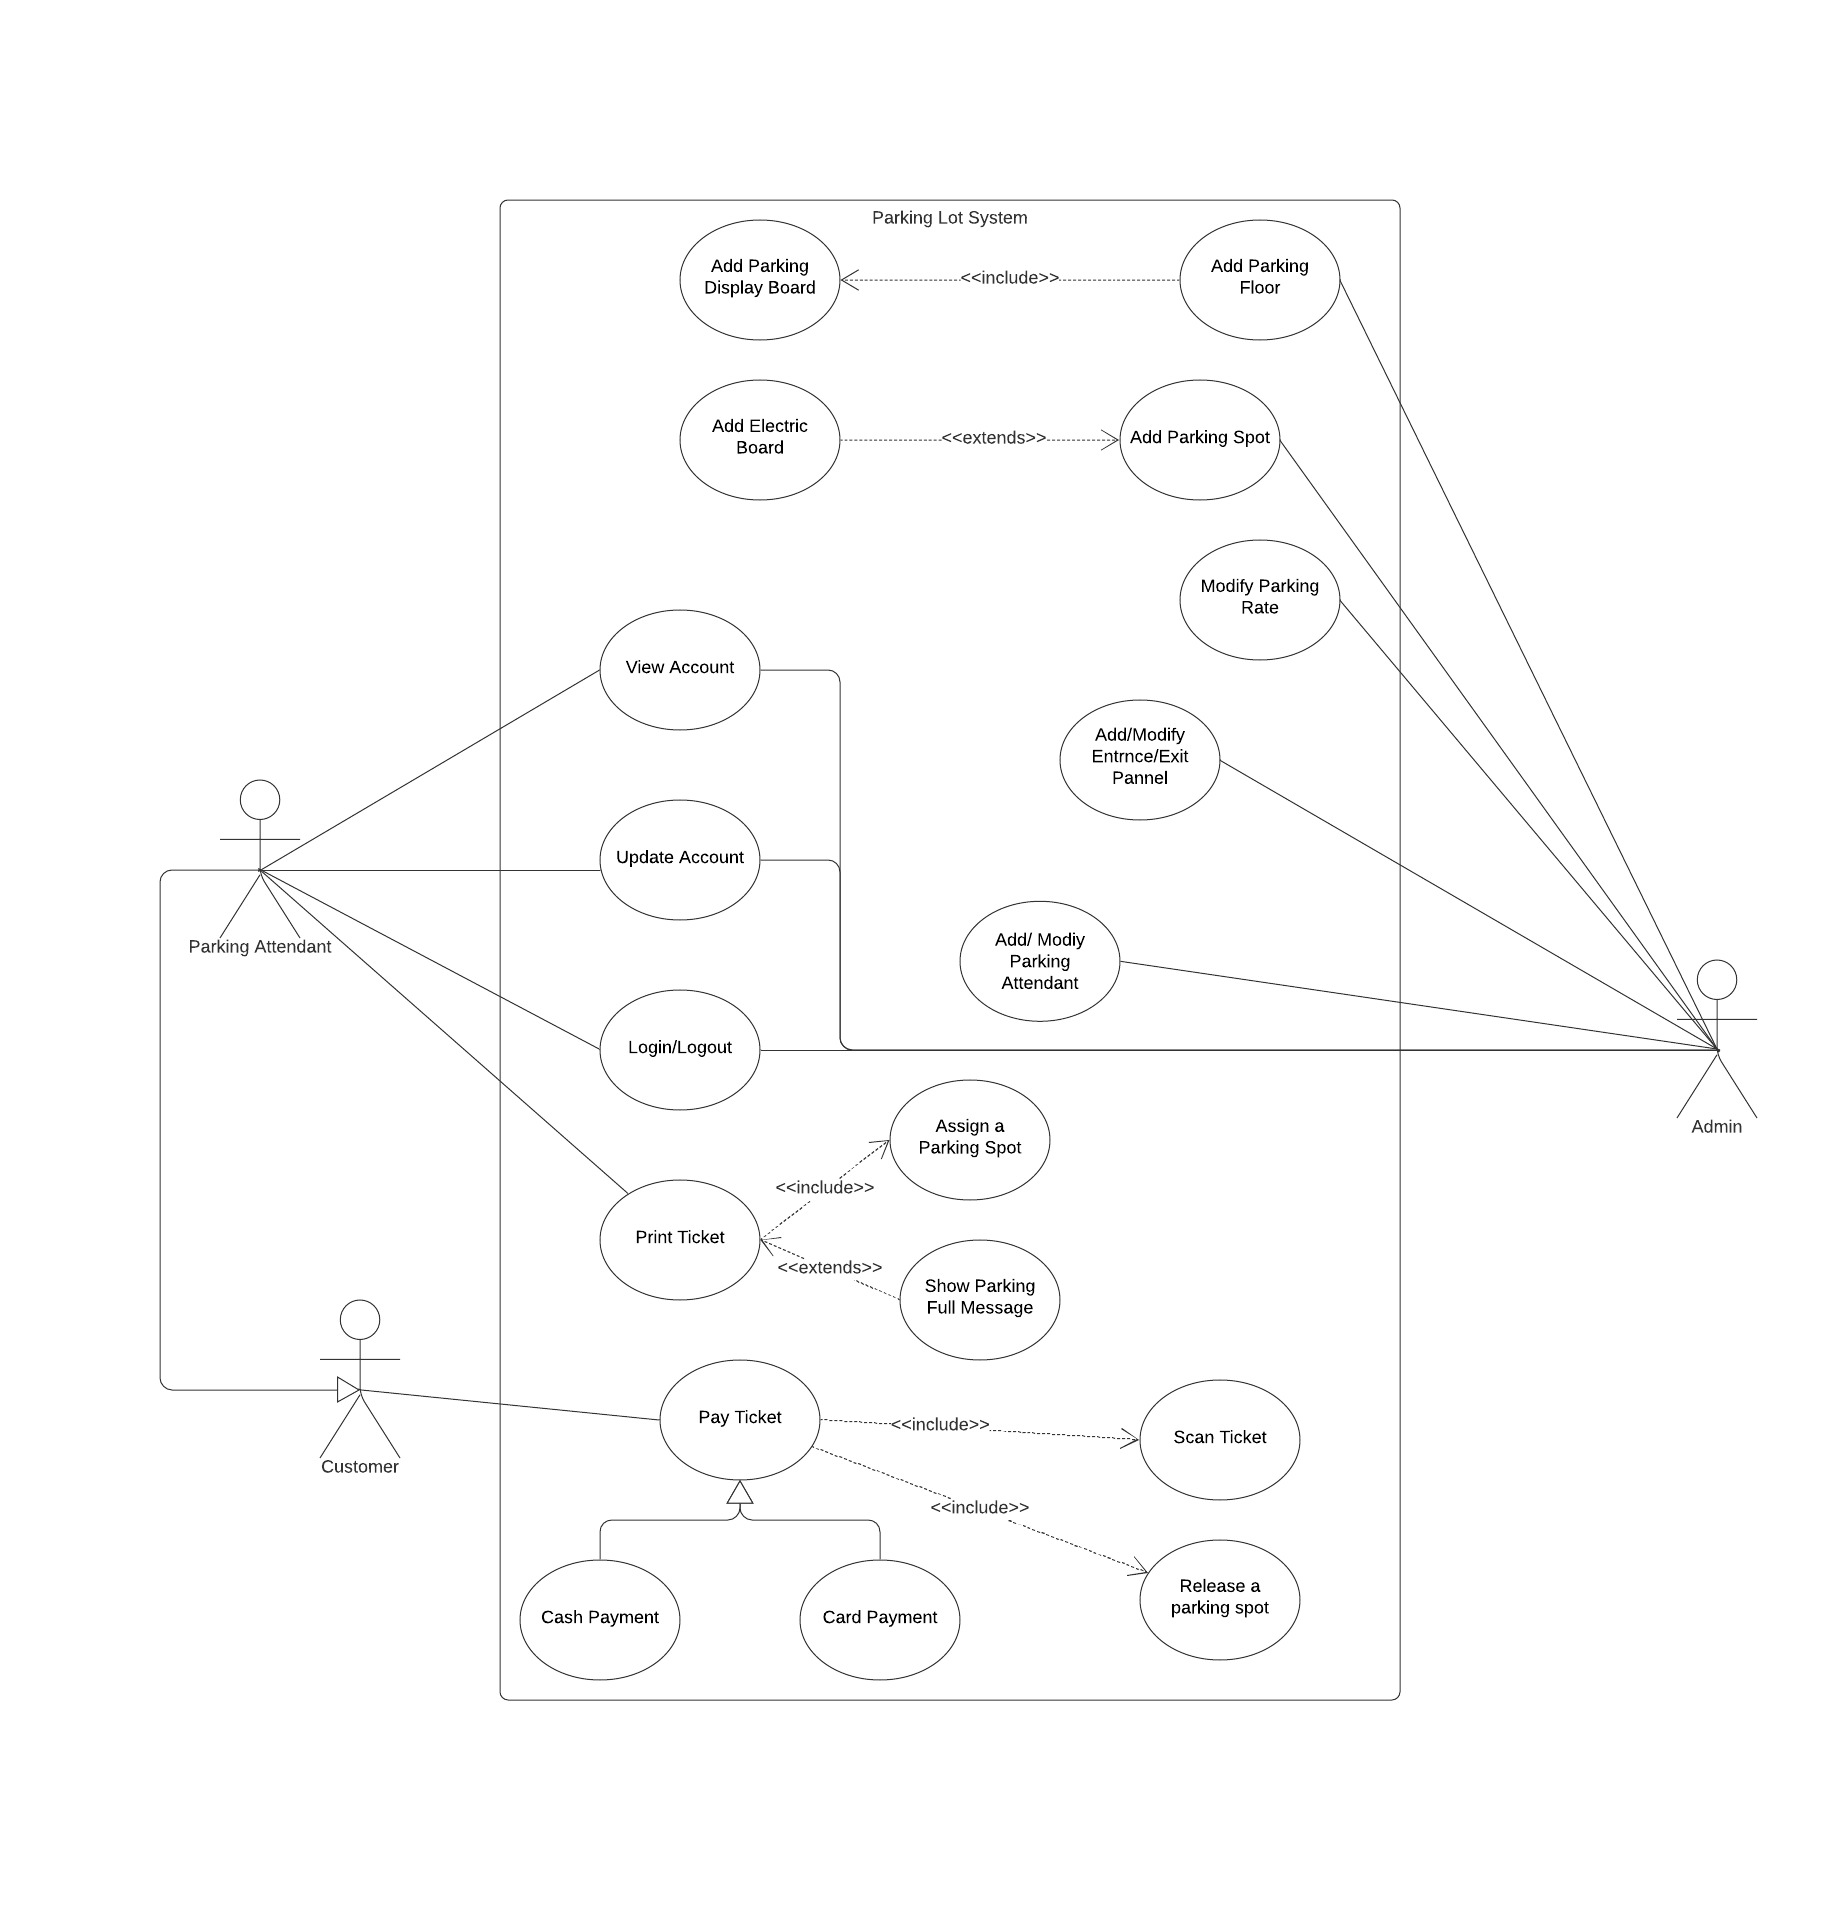 Parking Lot System
Add Parking
Display Board
<<include>>
Add Parking
Floor
Add Electric
Board
<<extends>>
Add Parking Spot
Modify Parking
Rate
View Account
Add/Modify
Entrnce/Exit
Pannel
Update Account
Parking Attendant
Add/ Modiy
Parking
Attendant
Login/Logout
Admin
Assign a
Parking Spot
<<include>>
Print Ticket
<<extends>>
Show Parking
Full Message
Customer
Pay Ticket
<<include>>
Scan Ticket
<<include>>
Release a
parking spot
Cash Payment
Card Payment